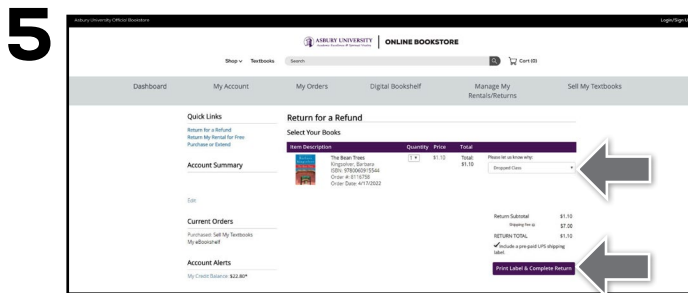 5
Asbury University Official Bookstore
Login/Sign-U
ASBURY UNIVERSITY ONLINE BOOKSTORE
Academic Excellence & Spiritual Vitality
Shop Textbooks Search Cart (0)
Dashboard My Account My Orders Digital Bookshelf Manage My Rentals/Returns Sell My Textbooks
Quick Links
Return for a Refund
Return My Rental for Free
Purchase or Extend
Account Summary
Edit
Current Orders
Purchased: Sell My Textbooks
My eBookshelf
Account Alerts
My Credit Balance: $22.80*
Return for a Refund
Select Your Books
Item Description Quantity Price Total
The Bean Trees 1 $1.10 Total: Please let us know why:
Kingsolver, Barbara $1.10 Dropped Class
ISBN: 9780060915544
Order #: 8116758
Order Date: 4/17/2022
Return Subtotal $1.10
Shipping Fee $7.00
RETURN TOTAL $1.10
Include a pre-paid UPS shipping
label.
Print Label & Complete Return